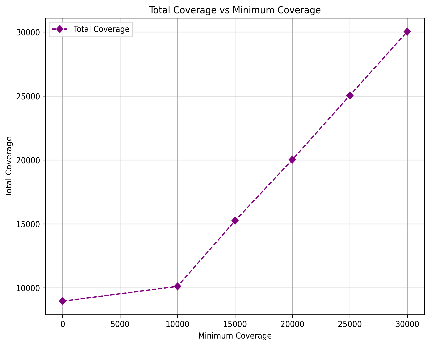 Total Coverage vs Minimum Coverage
Total Coverage
30000
25000
20000
15000
10000
Total Coverage
0 5000 10000 15000 20000 25000 30000
Minimum Coverage